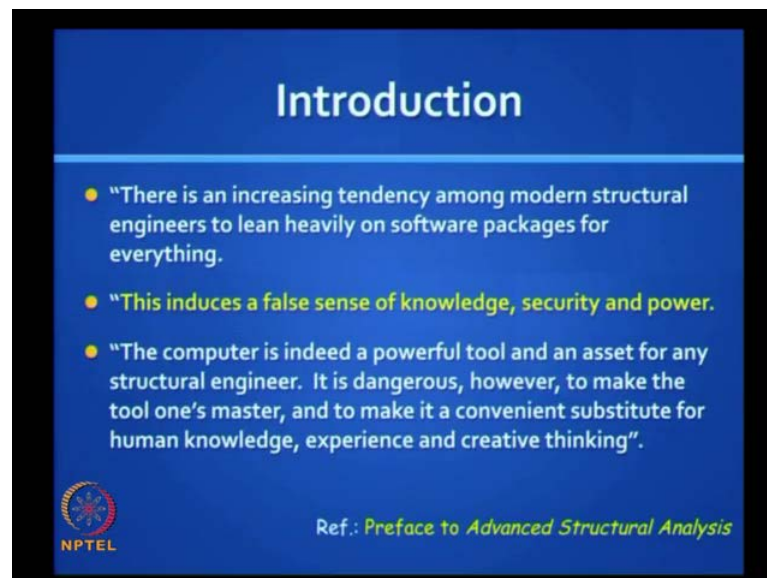 Introduction
“There is an increasing tendency among modern structural
engineers to lean heavily on software packages for
everything.
“This induces a false sense of knowledge, security and power.
“The computer is indeed a powerful tool and an asset for any
structural engineer. It is dangerous, however, to make the
tool one’s master, and to make it a convenient substitute for
human knowledge, experience and creative thinking”.
Ref.: Preface to Advanced Structural Analysis
NPTEL